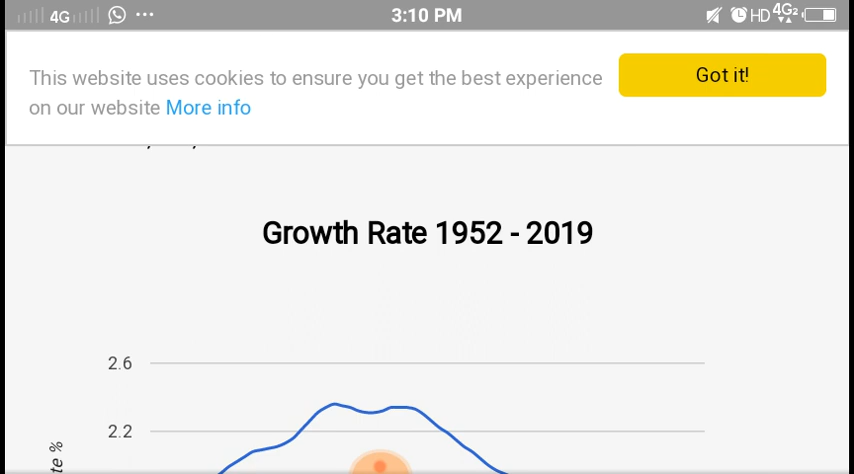 4G 3:10 PM HD 4G2
This website uses cookies to ensure you get the best experience
on our website More info
Got it!
Growth Rate 1952 - 2019
2.6
2.2
te %